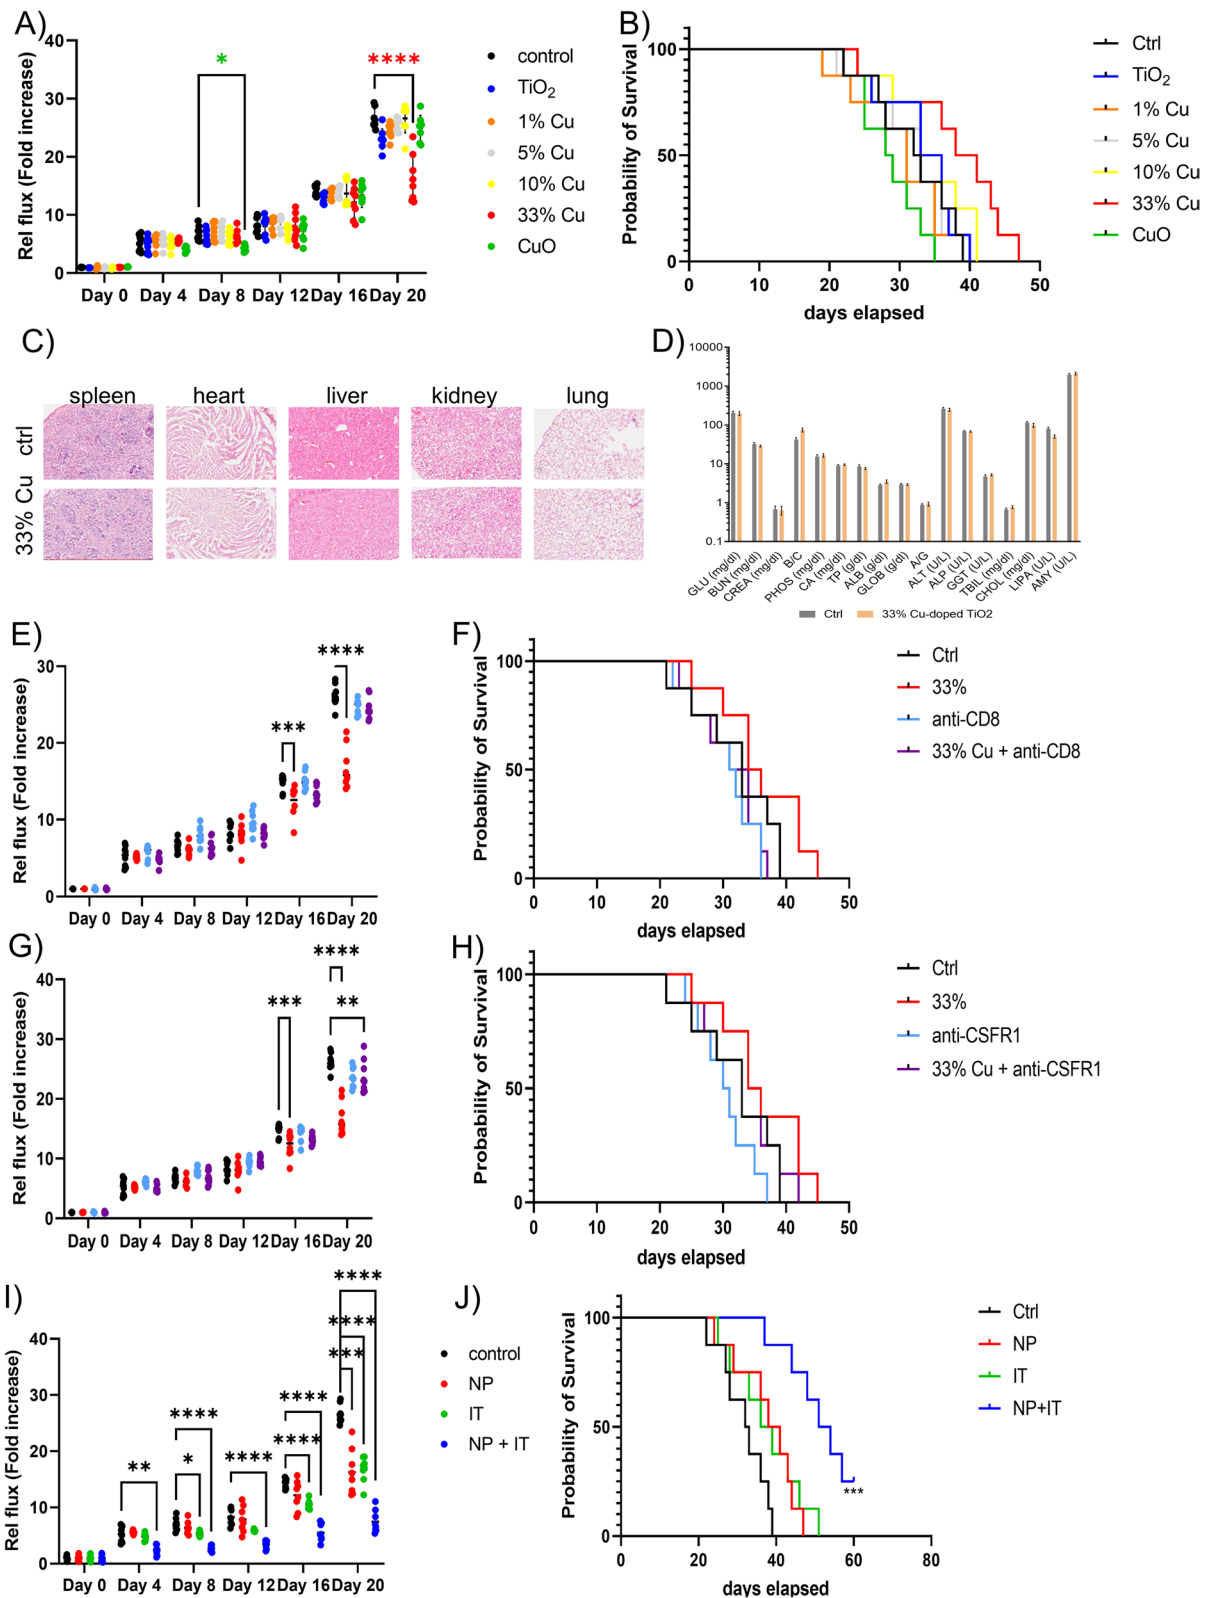 A)
Rel flux (Fold increase)
40
30
20
10
0
*
****
Day 0 Day 4 Day 8 Day 12 Day 16 Day 20
control
TiO2
1% Cu
5% Cu
10% Cu
33% Cu
CuO
B)
Probability of Survival
100
50
0
0 10 20 30 40 50
days elapsed
Ctrl
TiO2
1% Cu
5% Cu
10% Cu
33% Cu
CuO
C)
spleen heart liver kidney lung
ctrl
33% Cu
D)
10000
1000
100
10
1
0.1
GLU (mg/dl)
BUN (mg/dl)
CREA (mg/dl)
B/C
PHOS (mg/dl)
CA (mg/dl)
TP (g/dl)
ALB (g/dl)
GLOB (g/dl)
A/G
ALT (U/L)
ALP (U/L)
GGT (U/L)
TBIL (mg/dl)
CHOL (mg/dl)
LIPA (U/L)
AMY (U/L)
Ctrl 33% Cu-doped TiO2
E)
Rel flux (Fold increase)
30
20
10
0
***
****
Day 0 Day 4 Day 8 Day 12 Day 16 Day 20
F)
Probability of Survival
100
50
0
0 10 20 30 40 50
days elapsed
Ctrl
33%
anti-CD8
33% Cu + anti-CD8
G)
Rel flux (Fold increase)
40
30
20
10
0
***
****
**
Day 0 Day 4 Day 8 Day 12 Day 16 Day 20
H)
Probability of Survival
100
50
0
0 10 20 30 40 50
days elapsed
Ctrl
33%
anti-CSFR1
33% Cu + anti-CSFR1
I)
Rel flux (Fold increase)
40
30
20
10
0
**
****
*
****
****
****
****
****
***
Day 0 Day 4 Day 8 Day 12 Day 16 Day 20
control
NP
IT
NP + IT
J)
Probability of Survival
100
50
0
0 20 40 60 80
days elapsed
***
Ctrl
NP
IT
NP+IT